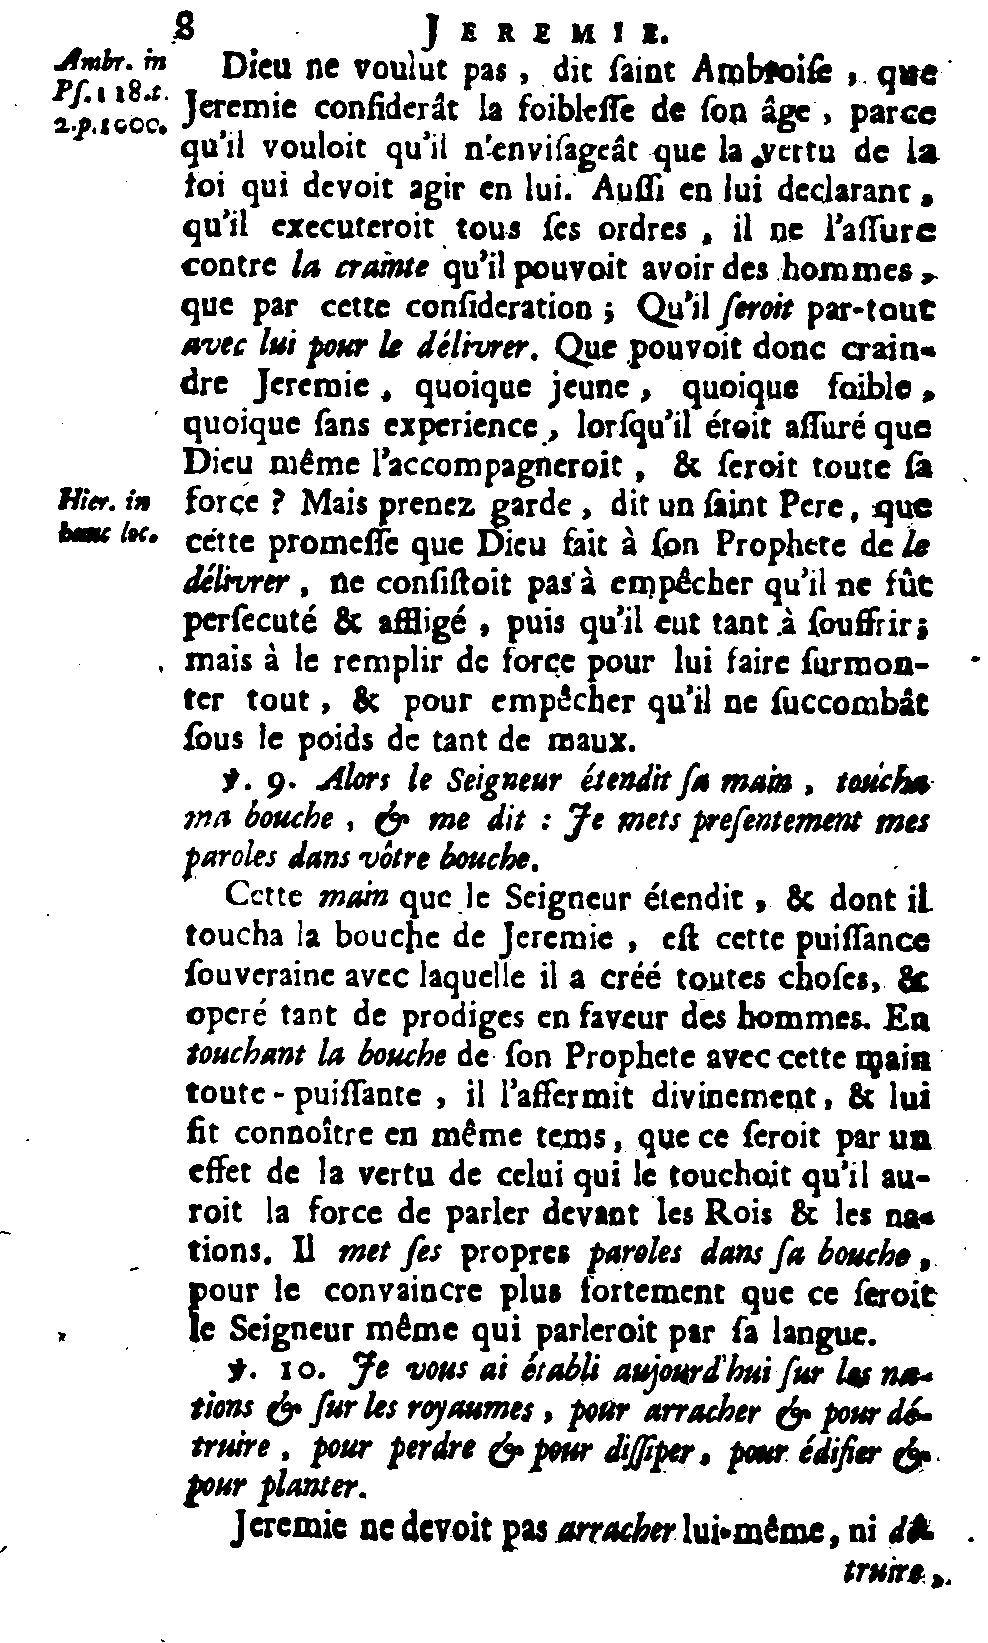 8 JEREMIE.
Ambr. in
Pſ. 118. ſ.
2. p. 1000.
Dieu ne voulut pas, dit ſaint Ambroiſe, que
Jeremie conſiderât la foibleſſe de ſon âge, parce
qu'il vouloit qu'il n'enviſageât que la vertu de la
foi qui devoit agir en lui. Auſſi en lui declarant,
qu'il executeroit tous ſes ordres, il ne l'aſſure
contre la crainte qu'il pouvoit avoir des hommes,
que par cette conſideration ; Qu'il ſeroit par-tout
avec lui pour le délivrer. Que pouvoit donc crain-
dre Jeremie, quoique jeune, quoique foible,
quoique ſans experience, lorſqu'il étoit aſſuré que
Dieu même l'accompagneroit, & ſeroit toute ſa
Hier. in
hunc loc.
force ? Mais prenez garde, dit un ſaint Pere, que
cette promeſſe que Dieu fait à ſon Prophete de le
délivrer, ne conſiſtoit pas à empêcher qu'il ne fût
perſecuté & affligé, puis qu'il eut tant à ſouffrir ;
mais à le remplir de force pour lui faire ſurmon-
ter tout, & pour empêcher qu'il ne ſuccombât
ſous le poids de tant de maux.
℣. 9. Alors le Seigneur étendit ſa main, toucha
ma bouche, & me dit : Je mets preſentement mes
paroles dans vôtre bouche.
Cette main que le Seigneur étendit, & dont il
toucha la bouche de Jeremie, eſt cette puiſſance
ſouveraine avec laquelle il a créé toutes choſes, &
operé tant de prodiges en faveur des hommes. En
touchant la bouche de ſon Prophete avec cette main
toute-puiſſante, il l'affermit divinement, & lui
fit connoître en même tems, que ce ſeroit par un
effet de la vertu de celui qui le touchoit qu'il au-
roit la force de parler devant les Rois & les na-
tions. Il met ſes propres paroles dans ſa bouche,
pour le convaincre plus fortement que ce ſeroit
le Seigneur même qui parleroit par ſa langue.
℣. 10. Je vous ai établi aujourd'hui ſur les na-
tions & ſur les royaumes, pour arracher & pour dé-
truire, pour perdre & pour diſſiper, pour édifier &
pour planter.
Jeremie ne devoit pas arracher lui-même, ni dé-
truire,